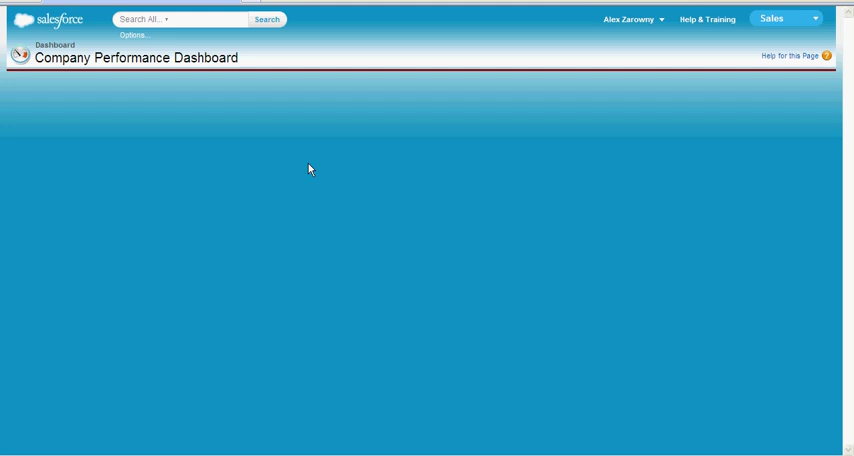 salesforce
Search All...
Search
Options...
Alex Zarowny
Help & Training
Sales
Dashboard
Company Performance Dashboard
Help for this Page ?